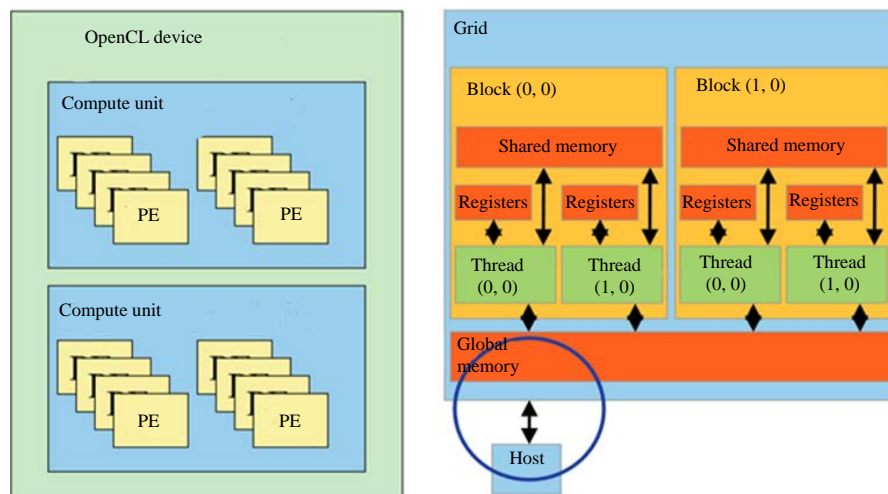 OpenCL device
Compute unit
PE
PE
Compute unit
PE
PE
Grid
Block (0, 0)
Block (1, 0)
Shared memory
Shared memory
Registers
Registers
Registers
Registers
Thread
(0, 0)
Thread
(1, 0)
Thread
(0, 0)
Thread
(1, 0)
Global
memory
Host